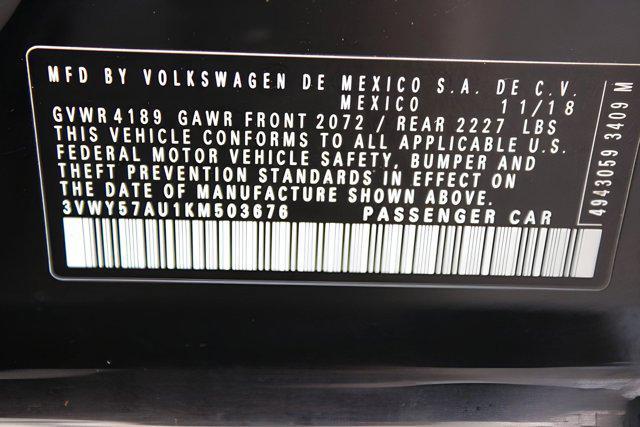 MFD BY VOLKSWAGEN DE MEXICO S.A. DE C.V.
MEXICO 11/18
GVWR 4189 GAWR FRONT 2072 / REAR 2227 LBS
THIS VEHICLE CONFORMS TO ALL APPLICABLE U.S.
FEDERAL MOTOR VEHICLE SAFETY, BUMPER AND
THEFT PREVENTION STANDARDS IN EFFECT ON
THE DATE OF MANUFACTURE SHOWN ABOVE.
3VWY57AU1KM503676 PASSENGER CAR
4943059 3409 M